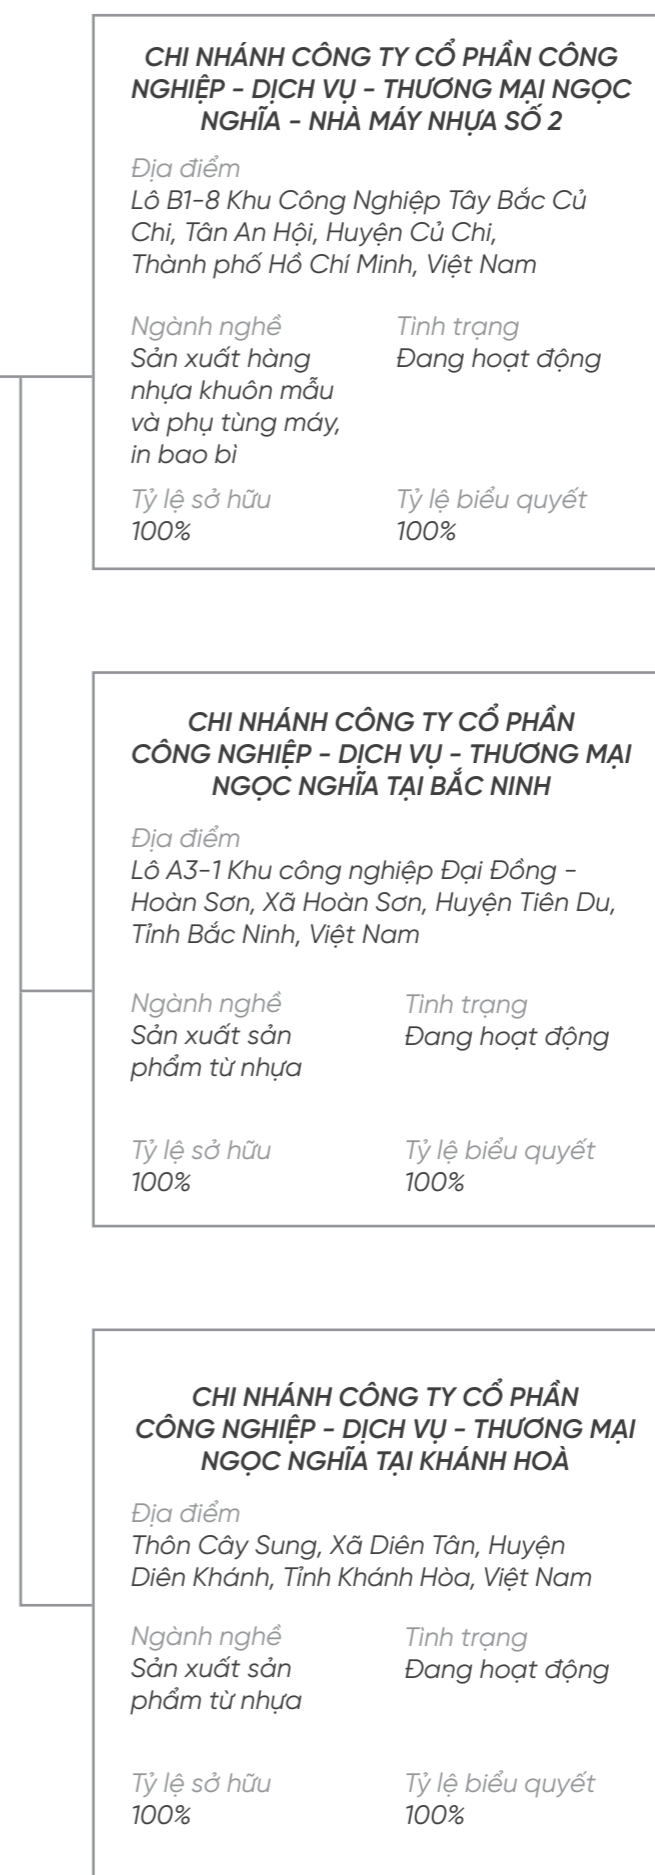 CHI NHÁNH CÔNG TY CỔ PHẦN CÔNG
NGHIỆP - DỊCH VỤ - THƯƠNG MẠI NGỌC
NGHĨA - NHÀ MÁY NHỰA SỐ 2
Địa điểm
Lô B1-8 Khu Công Nghiệp Tây Bắc Củ
Chi, Tân An Hội, Huyện Củ Chi,
Thành phố Hồ Chí Minh, Việt Nam
Ngành nghề
Sản xuất hàng
nhựa khuôn mẫu
và phụ tùng máy,
in bao bì
Tình trạng
Đang hoạt động
Tỷ lệ sở hữu
100%
Tỷ lệ biểu quyết
100%
CHI NHÁNH CÔNG TY CỔ PHẦN
CÔNG NGHIỆP - DỊCH VỤ - THƯƠNG MẠI
NGỌC NGHĨA TẠI BẮC NINH
Địa điểm
Lô A3-1 Khu công nghiệp Đại Đồng -
Hoàn Sơn, Xã Hoàn Sơn, Huyện Tiên Du,
Tỉnh Bắc Ninh, Việt Nam
Ngành nghề
Sản xuất sản
phẩm từ nhựa
Tình trạng
Đang hoạt động
Tỷ lệ sở hữu
100%
Tỷ lệ biểu quyết
100%
CHI NHÁNH CÔNG TY CỔ PHẦN
CÔNG NGHIỆP - DỊCH VỤ - THƯƠNG MẠI
NGỌC NGHĨA TẠI KHÁNH HOÀ
Địa điểm
Thôn Cây Sung, Xã Diên Tân, Huyện
Diên Khánh, Tỉnh Khánh Hòa, Việt Nam
Ngành nghề
Sản xuất sản
phẩm từ nhựa
Tình trạng
Đang hoạt động
Tỷ lệ sở hữu
100%
Tỷ lệ biểu quyết
100%